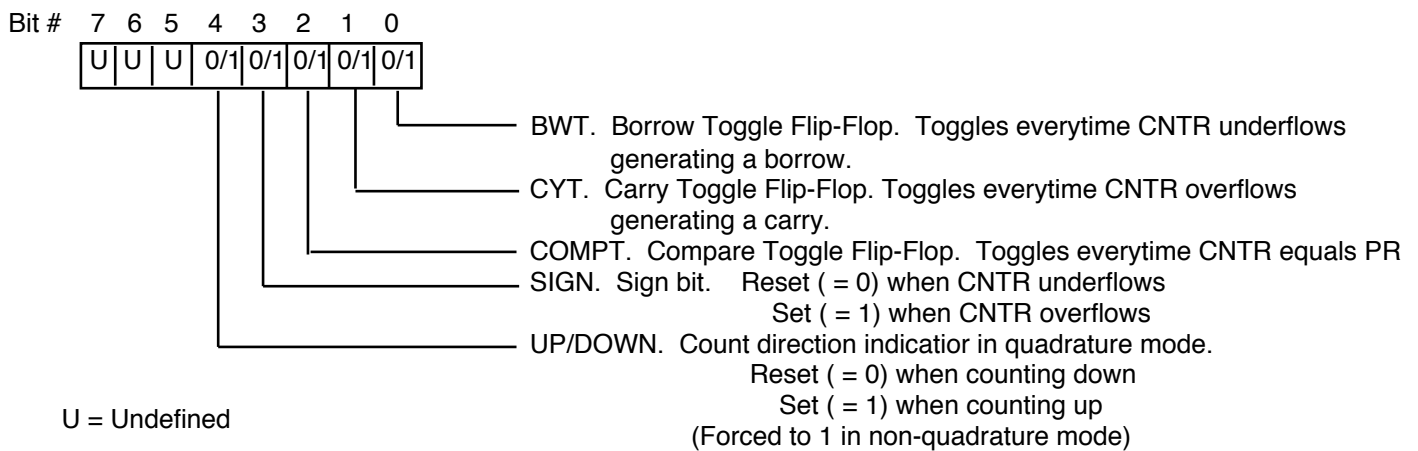 Bit # 7 6 5 4 3 2 1 0
U U U 0/1 0/1 0/1 0/1 0/1
BWT. Borrow Toggle Flip-Flop. Toggles everytime CNTR underflows
generating a borrow.
CYT. Carry Toggle Flip-Flop. Toggles everytime CNTR overflows
generating a carry.
COMPT. Compare Toggle Flip-Flop. Toggles everytime CNTR equals PR
SIGN. Sign bit. Reset ( = 0) when CNTR underflows
Set ( = 1) when CNTR overflows
UP/DOWN. Count direction indicatior in quadrature mode.
Reset ( = 0) when counting down
Set ( = 1) when counting up
U = Undefined
(Forced to 1 in non-quadrature mode)